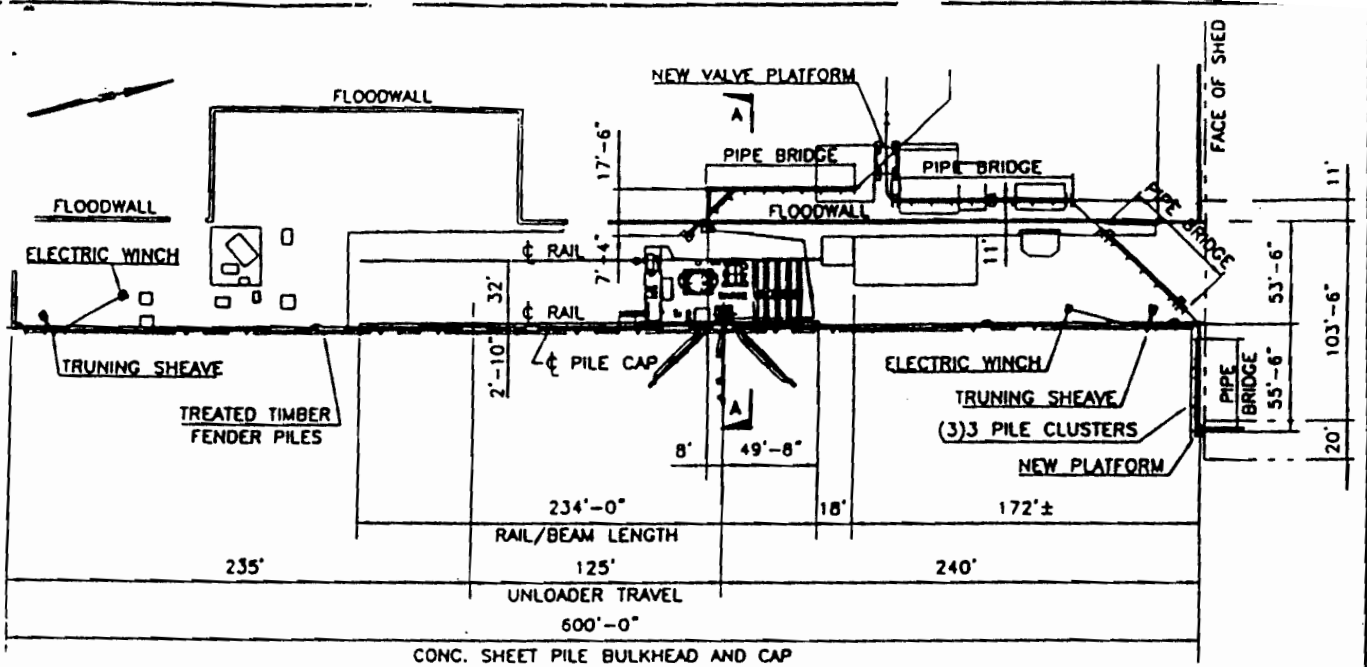 FACE OF SHED
NEW VALVE PLATFORM
FLOODWALL
A
17'-6"
PIPE BRIDGE
PIPE BRIDGE
11'
PIPE BRIDGE
FLOODWALL
FLOODWALL
ELECTRIC WINCH
℄ RAIL
7'-4"
11'
32'
53'-6"
103'-6"
℄ RAIL
TRUNING SHEAVE
2'-10"
℄ PILE CAP
ELECTRIC WINCH
PIPE BRIDGE
55'-6"
TREATED TIMBER
FENDER PILES
A
TRUNING SHEAVE
(3)3 PILE CLUSTERS
20'
8'
49'-8"
NEW PLATFORM
234'-0"
18'
172'±
RAIL/BEAM LENGTH
235'
125'
240'
UNLOADER TRAVEL
600'-0"
CONC. SHEET PILE BULKHEAD AND CAP